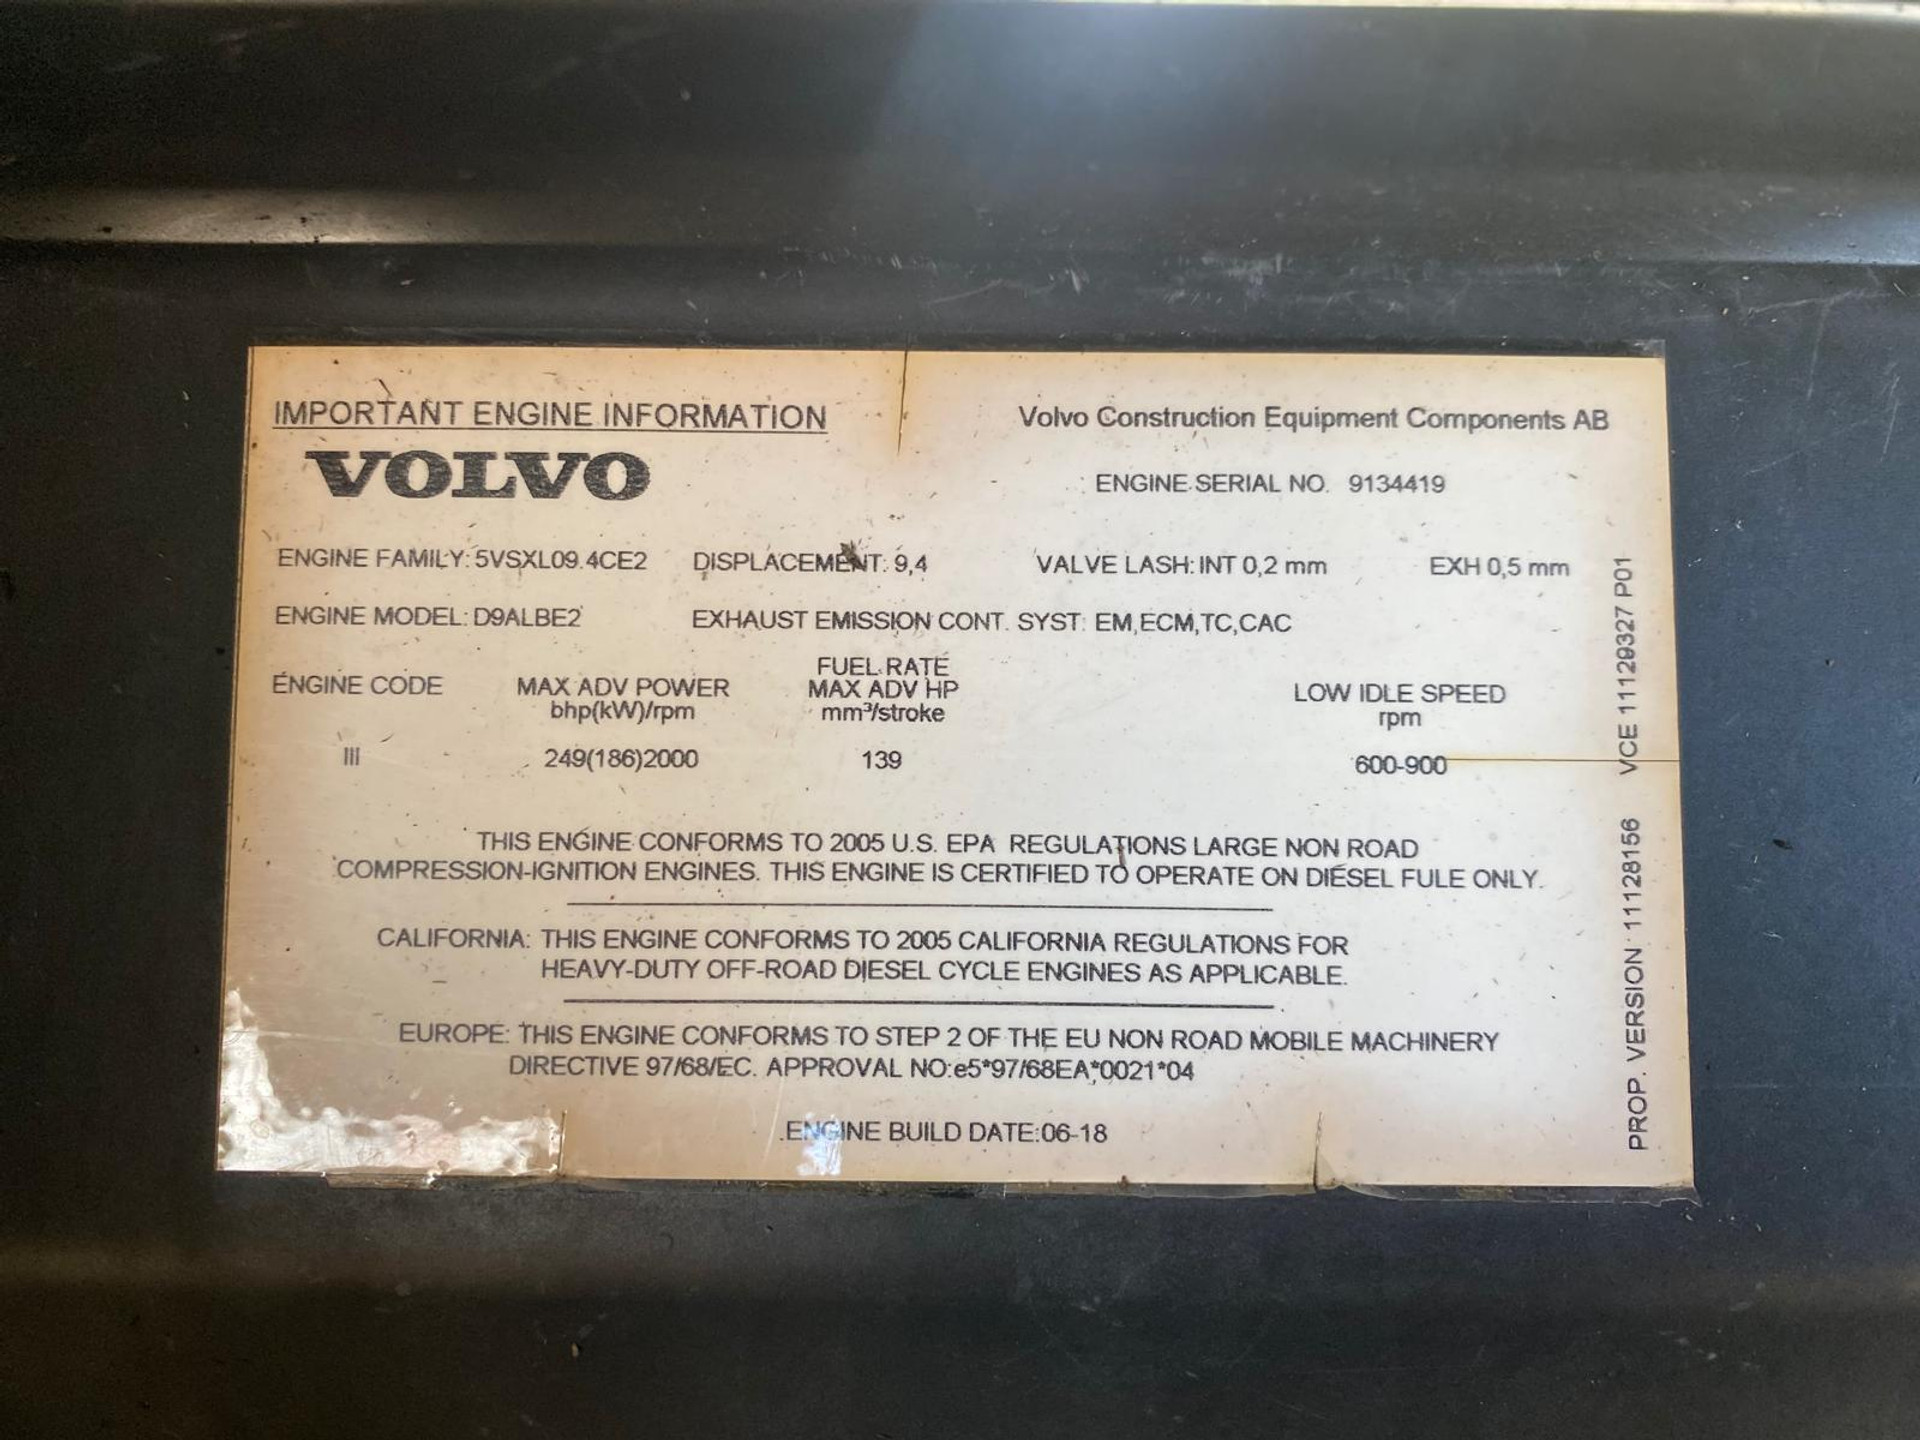 IMPORTANT ENGINE INFORMATION
Volvo Construction Equipment Components AB
VOLVO
ENGINE SERIAL NO. 9134419
ENGINE FAMILY: 5VSXL09.4CE2 DISPLACEMENT: 9,4 VALVE LASH: INT 0,2 mm EXH 0,5 mm
ENGINE MODEL: D9ALBE2 EXHAUST EMISSION CONT. SYST: EM,ECM,TC,CAC
FUEL RATE
ENGINE CODE MAX ADV POWER MAX ADV HP LOW IDLE SPEED
bhp(kW)/rpm mm³/stroke rpm
III 249(186)2000 139 600-900
THIS ENGINE CONFORMS TO 2005 U.S. EPA REGULATIONS LARGE NON ROAD
COMPRESSION-IGNITION ENGINES. THIS ENGINE IS CERTIFIED TO OPERATE ON DIESEL FULE ONLY.
CALIFORNIA: THIS ENGINE CONFORMS TO 2005 CALIFORNIA REGULATIONS FOR
HEAVY-DUTY OFF-ROAD DIESEL CYCLE ENGINES AS APPLICABLE.
EUROPE: THIS ENGINE CONFORMS TO STEP 2 OF THE EU NON ROAD MOBILE MACHINERY
DIRECTIVE 97/68/EC. APPROVAL NO:e5*97/68EA*0021*04
ENGINE BUILD DATE:06-18
PROP. VERSION 11128156 VCE 11129327 P01